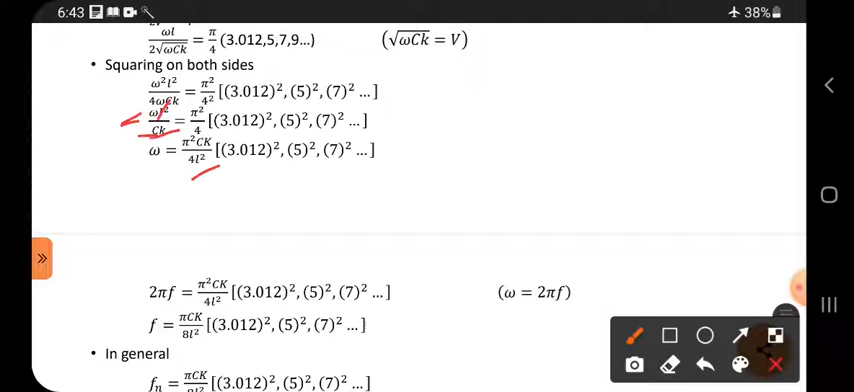 6:43 38%
ωl/2√ωCk = π/4 (3.012,5,7,9...) (√ωCk = V)
• Squaring on both sides
ω²l²/4ωCk = π²/4² [(3.012)², (5)², (7)² ...]
ωl²/Ck = π²/4 [(3.012)², (5)², (7)² ...]
ω = π²CK/4l² [(3.012)², (5)², (7)² ...]
2πf = π²CK/4l² [(3.012)², (5)², (7)² ...] (ω = 2πf)
f = πCK/8l² [(3.012)², (5)², (7)² ...]
• In general
fₙ = πCK/8l² [(3.012)², (5)², (7)² ...]